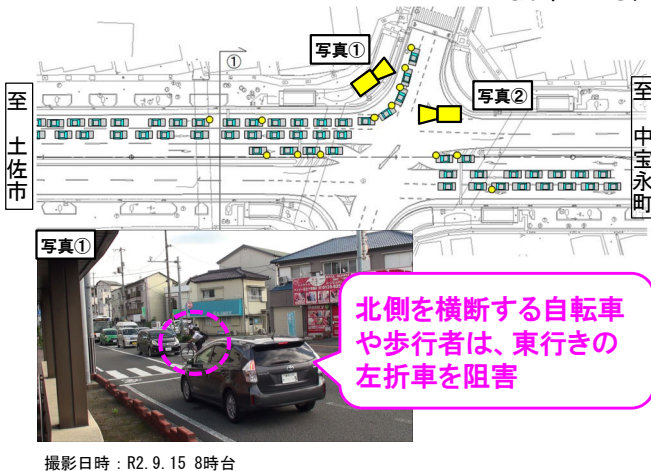 写真①
①
写真②
至 土佐市
至 中宝永町
写真①
北側を横断する自転車
や歩行者は、東行きの
左折車を阻害
撮影日時：R2.9.15 8時台